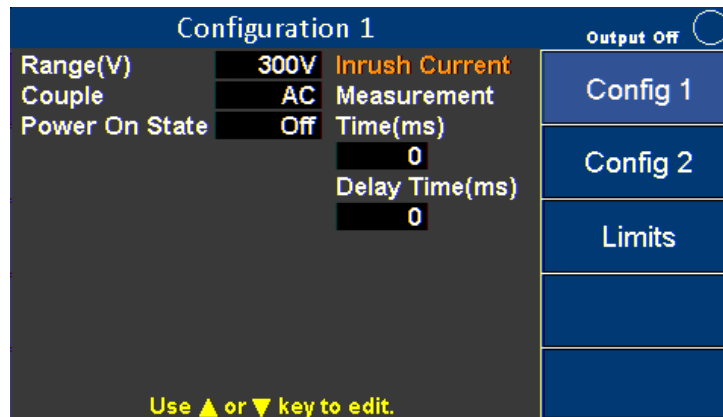 Configuration 1
Output Off
Range(V) 300V
Couple AC
Power On State Off
Inrush Current
Measurement
Time(ms)
0
Delay Time(ms)
0
Config 1
Config 2
Limits
Use ▲ or ▼ key to edit.